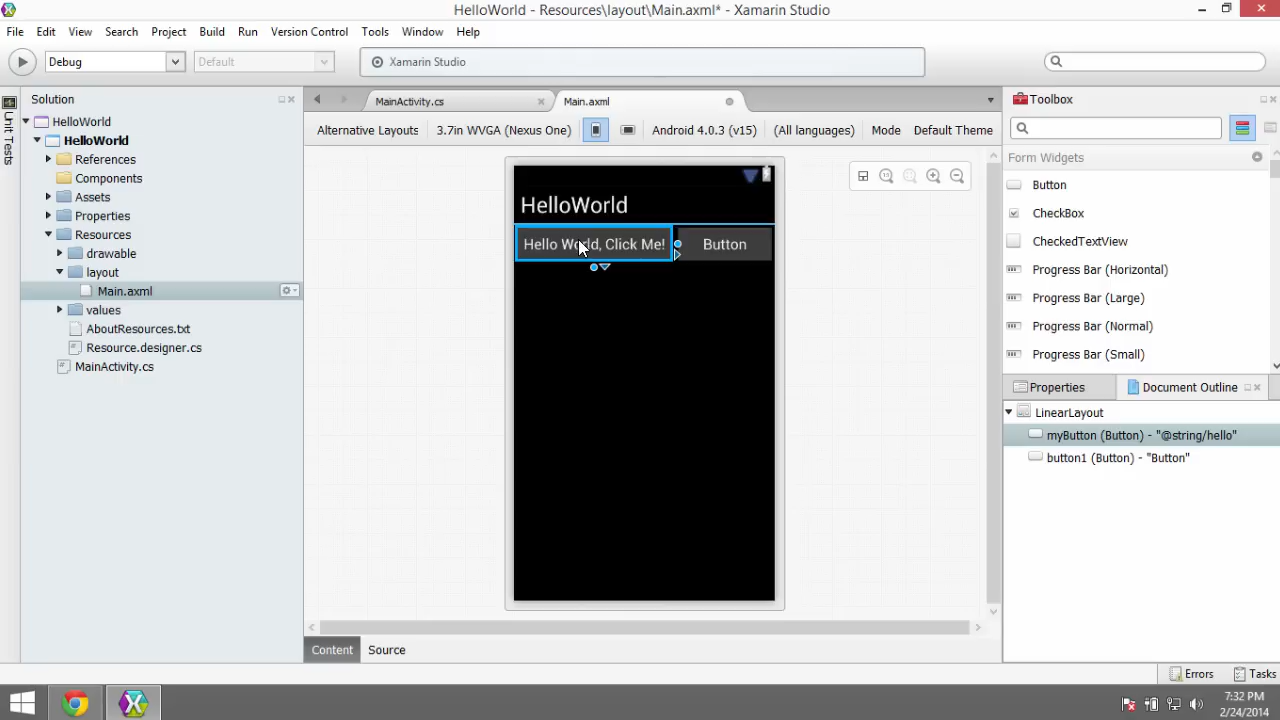 HelloWorld - Resources\layout\Main.axml* - Xamarin Studio
File Edit View Search Project Build Run Version Control Tools Window Help
Debug Default Xamarin Studio
Unit Tests
Solution
HelloWorld
HelloWorld
References
Components
Assets
Properties
Resources
drawable
layout
Main.axml
values
AboutResources.txt
Resource.designer.cs
MainActivity.cs
MainActivity.cs Main.axml
Alternative Layouts 3.7in WVGA (Nexus One) Android 4.0.3 (v15) (All languages) Mode Default Theme
HelloWorld
Hello World, Click Me! Button
Content Source
Toolbox
Form Widgets
Button
CheckBox
CheckedTextView
Progress Bar (Horizontal)
Progress Bar (Large)
Progress Bar (Normal)
Progress Bar (Small)
Properties Document Outline
LinearLayout
myButton (Button) - "@string/hello"
button1 (Button) - "Button"
Errors Tasks
7:32 PM
2/24/2014